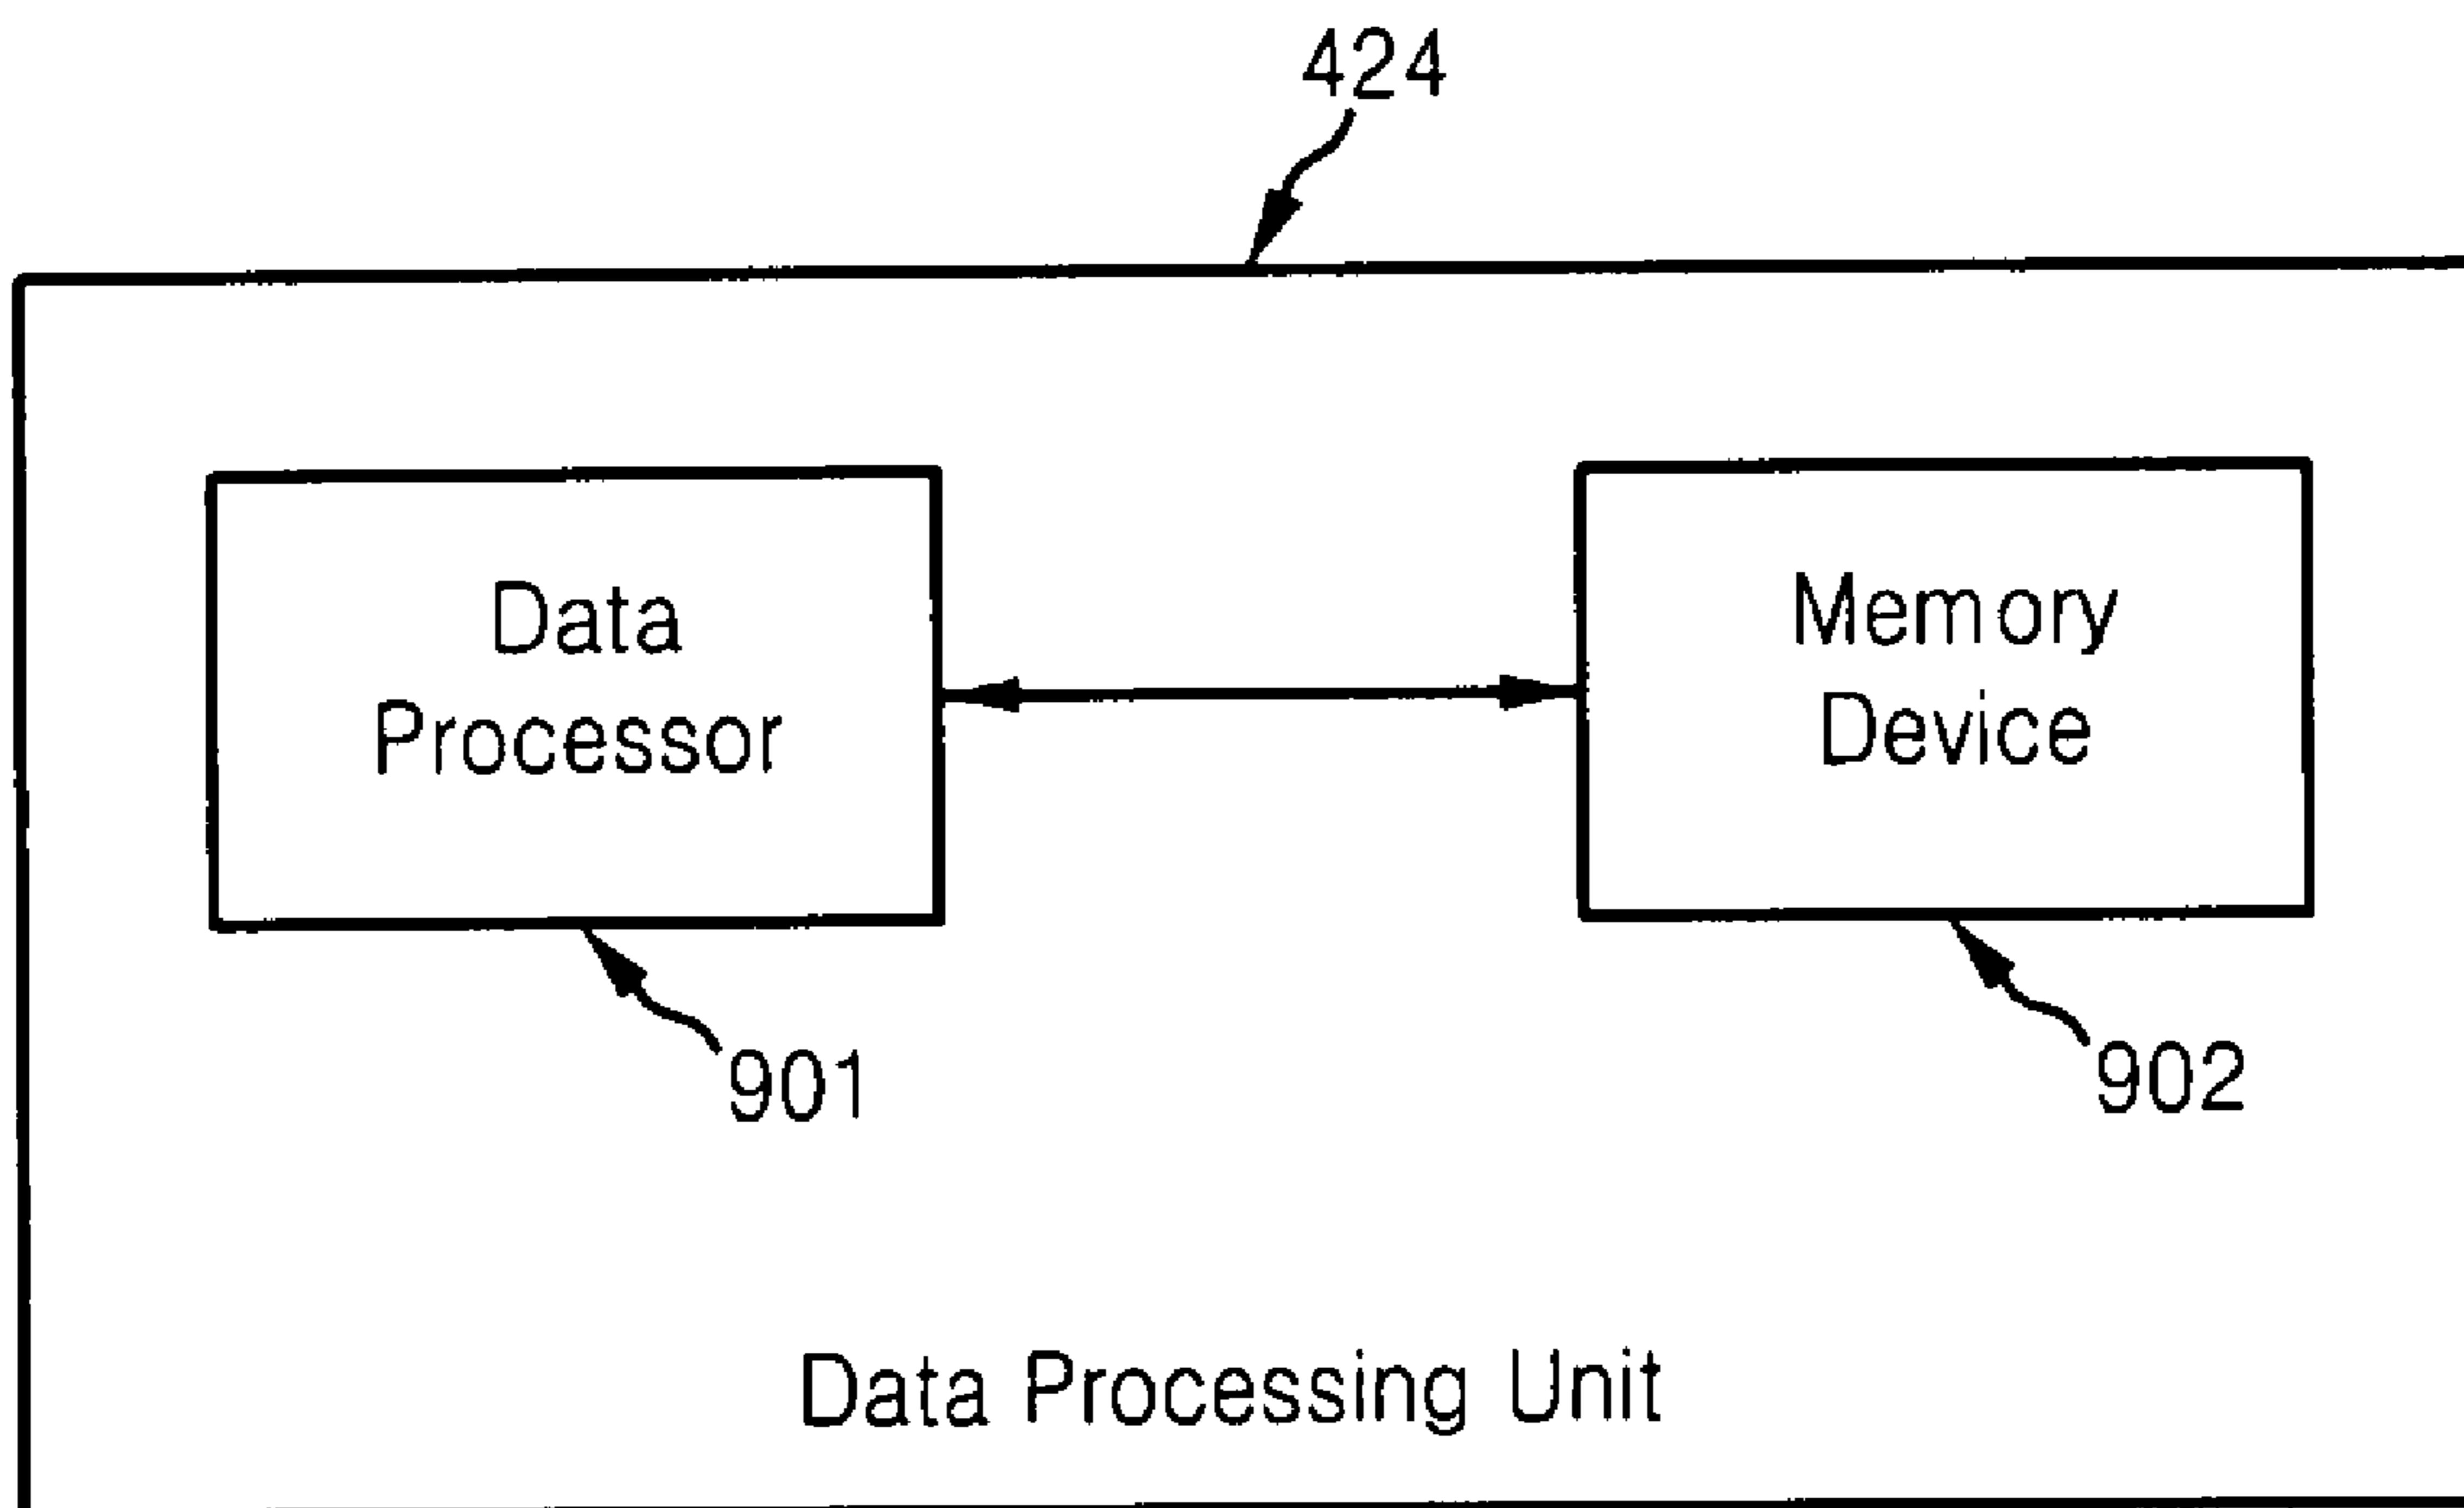 424
Data
Processor
Memory
Device
901
902
Data Processing Unit